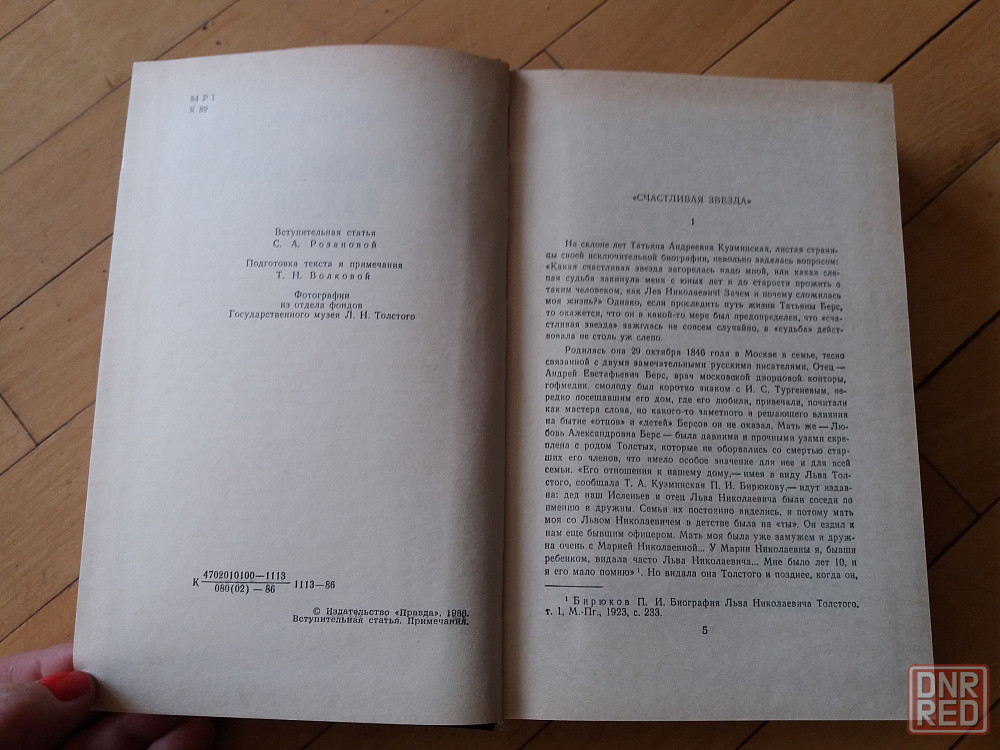 84 Р 1
К 89
Вступительная статья
С. А. Розановой
Подготовка текста и примечания
Т. Н. Волковой
Фотографии
из отдела фондов
Государственного музея Л. Н. Толстого
К 4702010100—1113
080(02) — 86
1113—86
© Издательство «Правда», 1986.
Вступительная статья. Примечания.
«СЧАСТЛИВАЯ ЗВЕЗДА»
1
На склоне лет Татьяна Андреевна Кузминская, листая страни-
цы своей исключительной биографии, невольно задалась вопросом:
«Какая счастливая звезда загорелась надо мной, или какая сле-
пая судьба закинула меня с юных лет и до старости прожить с
таким человеком, как Лев Николаевич! Зачем и почему сложилась
моя жизнь?» Однако, если проследить путь жизни Татьяны Берс,
то окажется, что он в какой-то мере был предопределен, что «сча-
стливая звезда» зажглась не совсем случайно, а «судьба» дейст-
вовала не столь уж слепо.
Родилась она 29 октября 1846 года в Москве в семье, тесно
связанной с двумя замечательными русскими писателями. Отец —
Андрей Евстафьевич Берс, врач московской дворцовой конторы,
гофмедик, смолоду был коротко знаком с И. С. Тургеневым, не-
редко посещавшим его дом, где его любили, привечали, почитали
как мастера слова, но какого-то заметного и решающего влияния
на бытие «отцов» и «детей» Берсов он не оказал. Мать же — Лю-
бовь Александровна Берс — была давними и прочными узами скре-
плена с родом Толстых, которые не оборвались со смертью стар-
ших его членов, что имело особое значение для нее и для всей
семьи. «Его отношения к нашему дому,— имея в виду Льва Тол-
стого, сообщала Т. А. Кузминская П. И. Бирюкову,— идут издав-
на: дед наш Исленьев и отец Льва Николаевича были соседи по
имению и дружны. Семьи их постоянно виделись, и потому мать
моя со Львом Николаевичем в детстве была на «ты». Он ездил к
нам еще бывшим офицером. Мать моя была уже замужем и друж-
на очень с Марией Николаевной... У Марии Николаевны я, бывши
ребенком, видала часто Льва Николаевича... Мне было лет 10, и
я его мало помню»¹. Но видала она Толстого и позднее, когда он,
¹ Бирюков П. И. Биография Льва Николаевича Толстого,
т. 1, М.-Пг., 1923, с. 233.
5
DNR
RED